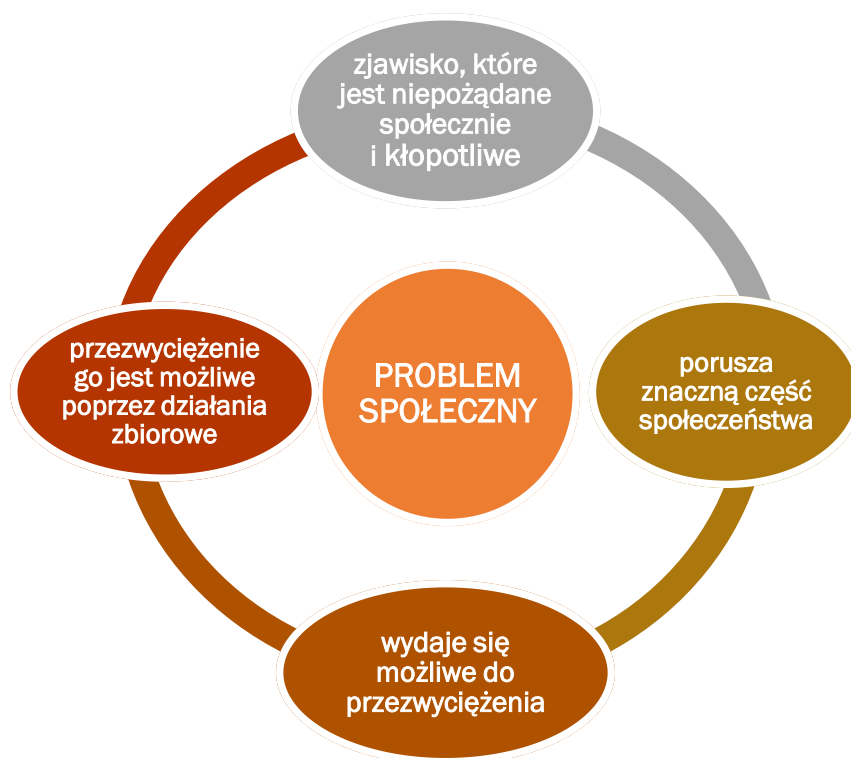 zjawisko, które
jest niepożądane
społecznie
i kłopotliwe
przezwyciężenie
go jest możliwe
poprzez działania
zbiorowe
PROBLEM
SPOŁECZNY
porusza
znaczną część
społeczeństwa
wydaje się
możliwe do
przezwyciężenia